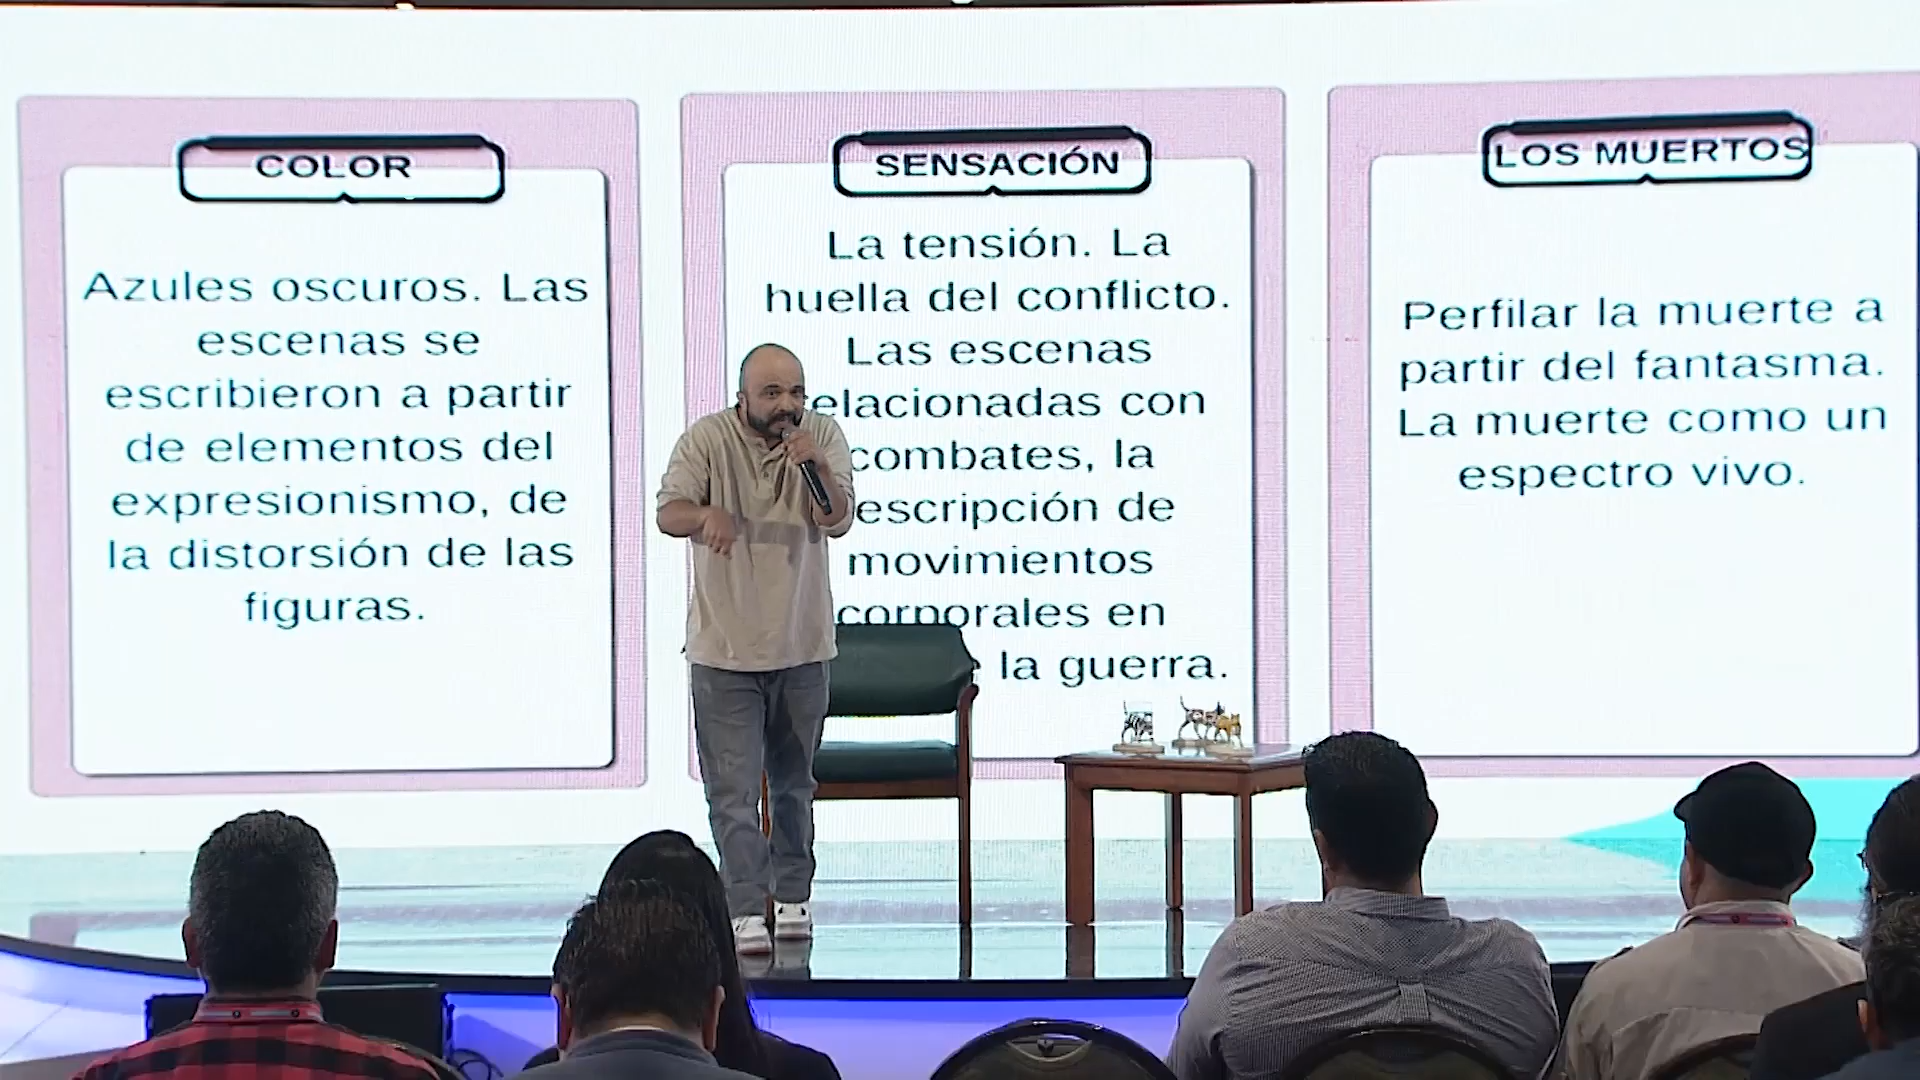 COLOR
Azules oscuros. Las
escenas se
escribieron a partir
de elementos del
expresionismo, de
la distorsión de las
figuras.
SENSACIÓN
La tensión. La
huella del conflicto.
Las escenas
elacionadas con
combates, la
escripción de
movimientos
corporales en
la guerra.
LOS MUERTOS
Perfilar la muerte a
partir del fantasma.
La muerte como un
espectro vivo.